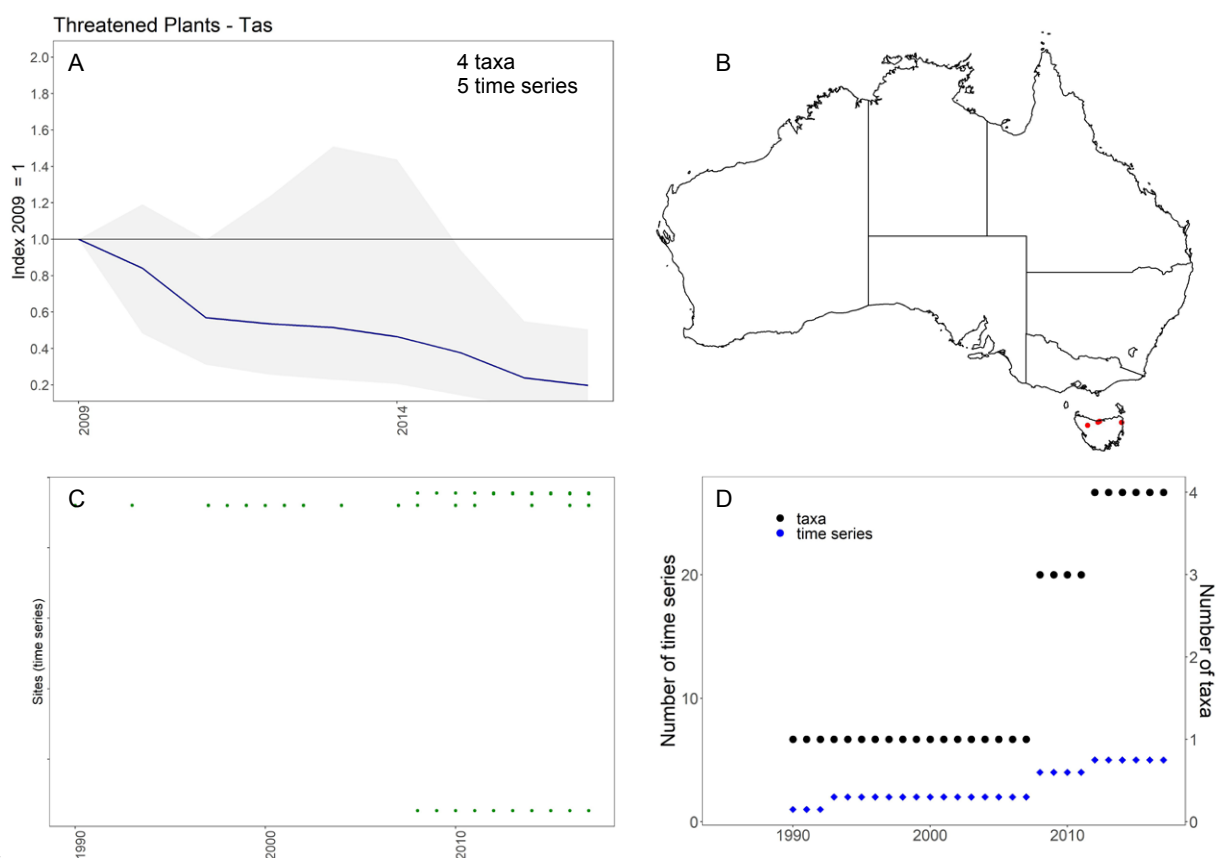 Threatened Plants - Tas
A
4 taxa
5 time series
2.0
1.8
1.6
1.4
1.2
1.0
0.8
0.6
0.4
0.2
Index 2009 = 1
2009
2014
B
C
Sites (time series)
1990
2000
2010
D
taxa
time series
Number of time series
20
10
0
Number of taxa
4
3
2
1
0
1990
2000
2010